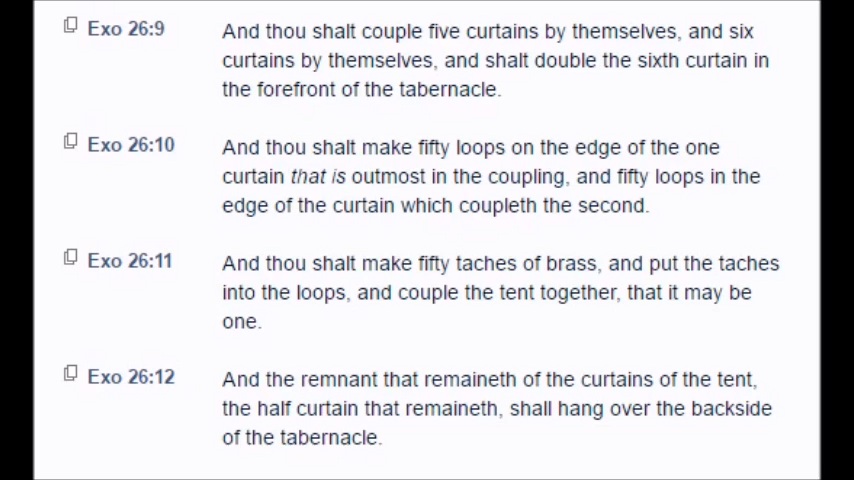 Exo 26:9 And thou shalt couple five curtains by themselves, and six
curtains by themselves, and shalt double the sixth curtain in
the forefront of the tabernacle.
Exo 26:10 And thou shalt make fifty loops on the edge of the one
curtain that is outmost in the coupling, and fifty loops in the
edge of the curtain which coupleth the second.
Exo 26:11 And thou shalt make fifty taches of brass, and put the taches
into the loops, and couple the tent together, that it may be
one.
Exo 26:12 And the remnant that remaineth of the curtains of the tent,
the half curtain that remaineth, shall hang over the backside
of the tabernacle.